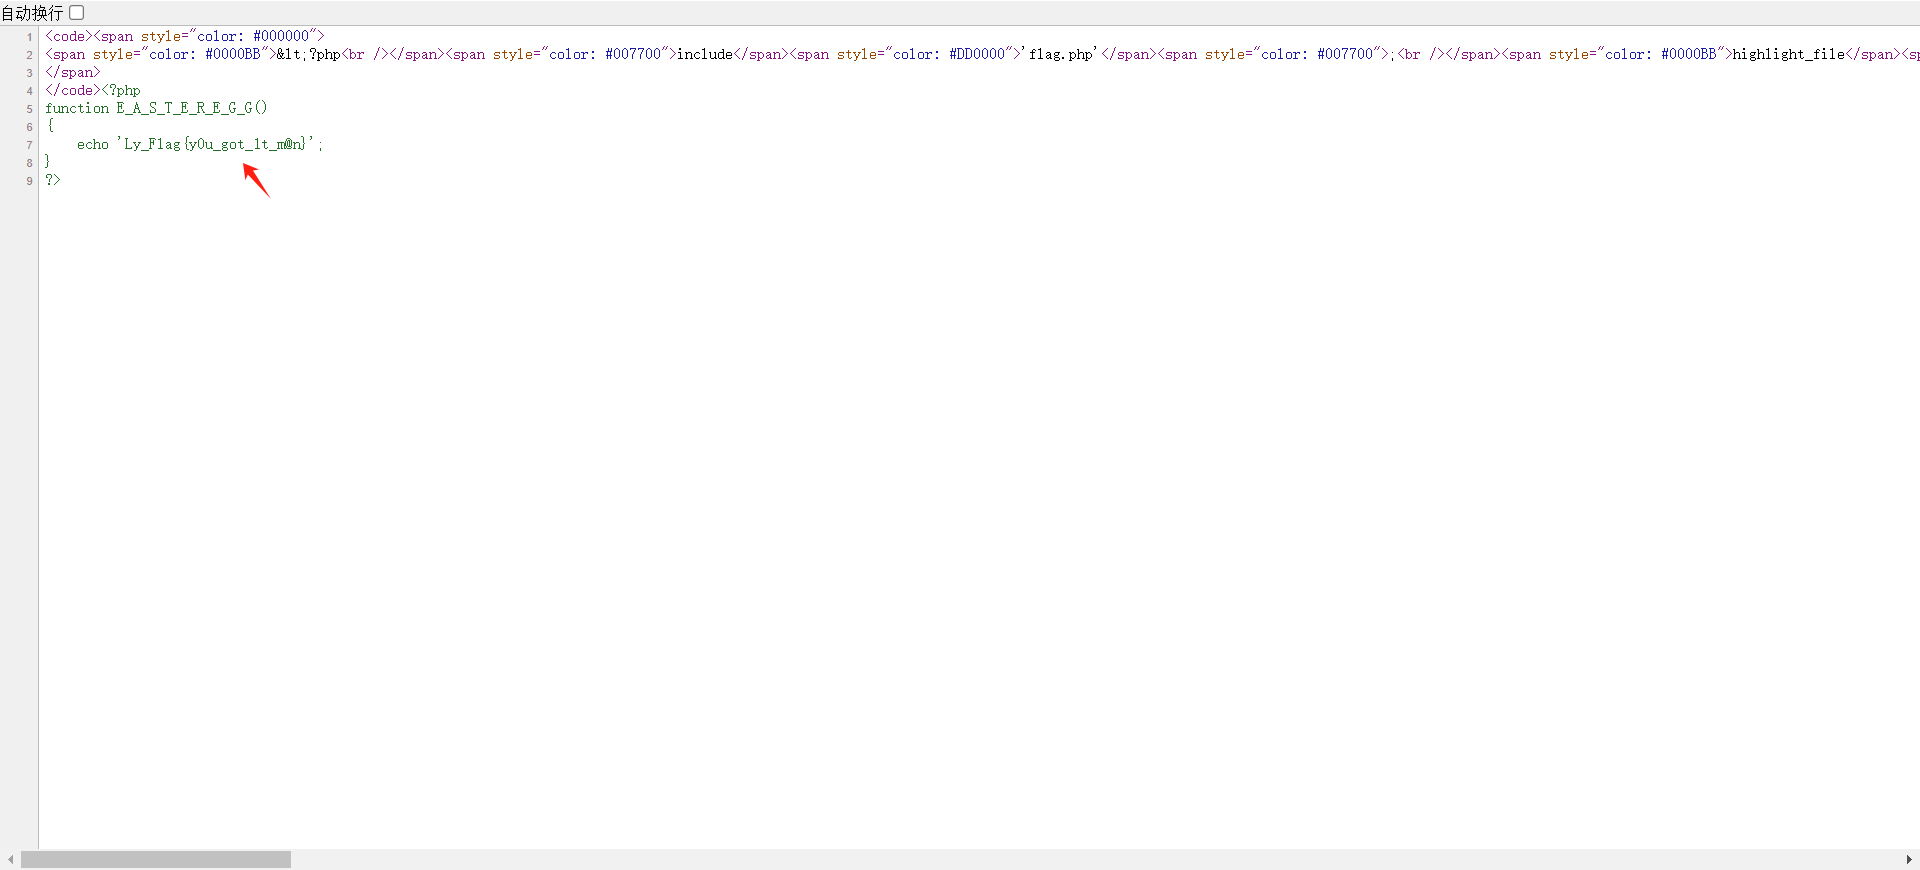 自动换行
1 <code><span style="color: #000000">
2 <span style="color: #0000BB">&lt;?php<br /></span><span style="color: #007700">include</span><span style="color: #DD0000">'flag.php'</span><span style="color: #007700">;<br /></span><span style="color: #0000BB">highlight_file</span><sp
3 </span>
4 </code><?php
5 function E_A_S_T_E_R_E_G_G()
6 {
7 echo 'Ly_Flag{y0u_got_1t_m@n}';
8 }
9 ?>